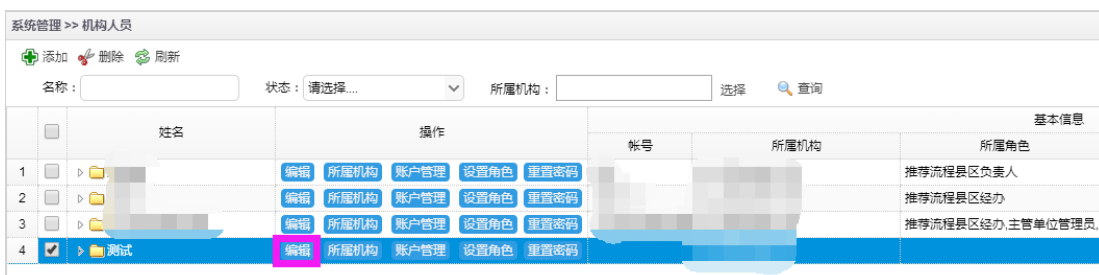 系统管理 >> 机构人员
添加 删除 刷新
名称： 状态： 请选择.... 所属机构： 选择 查询
姓名 操作 基本信息
帐号 所属机构 所属角色
1 编辑 所属机构 账户管理 设置角色 重置密码 推荐流程县区负责人
2 编辑 所属机构 账户管理 设置角色 重置密码 推荐流程县区经办
3 编辑 所属机构 账户管理 设置角色 重置密码 推荐流程县区经办,主管单位管理员,
4 测试 编辑 所属机构 账户管理 设置角色 重置密码